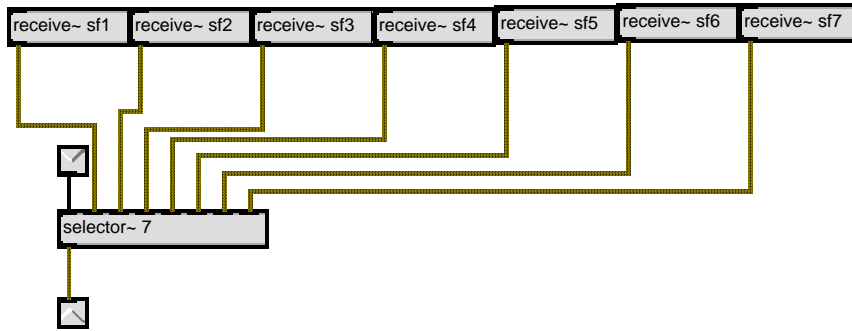 receive~ sf1
receive~ sf2
receive~ sf3
receive~ sf4
receive~ sf5
receive~ sf6
receive~ sf7
selector~ 7